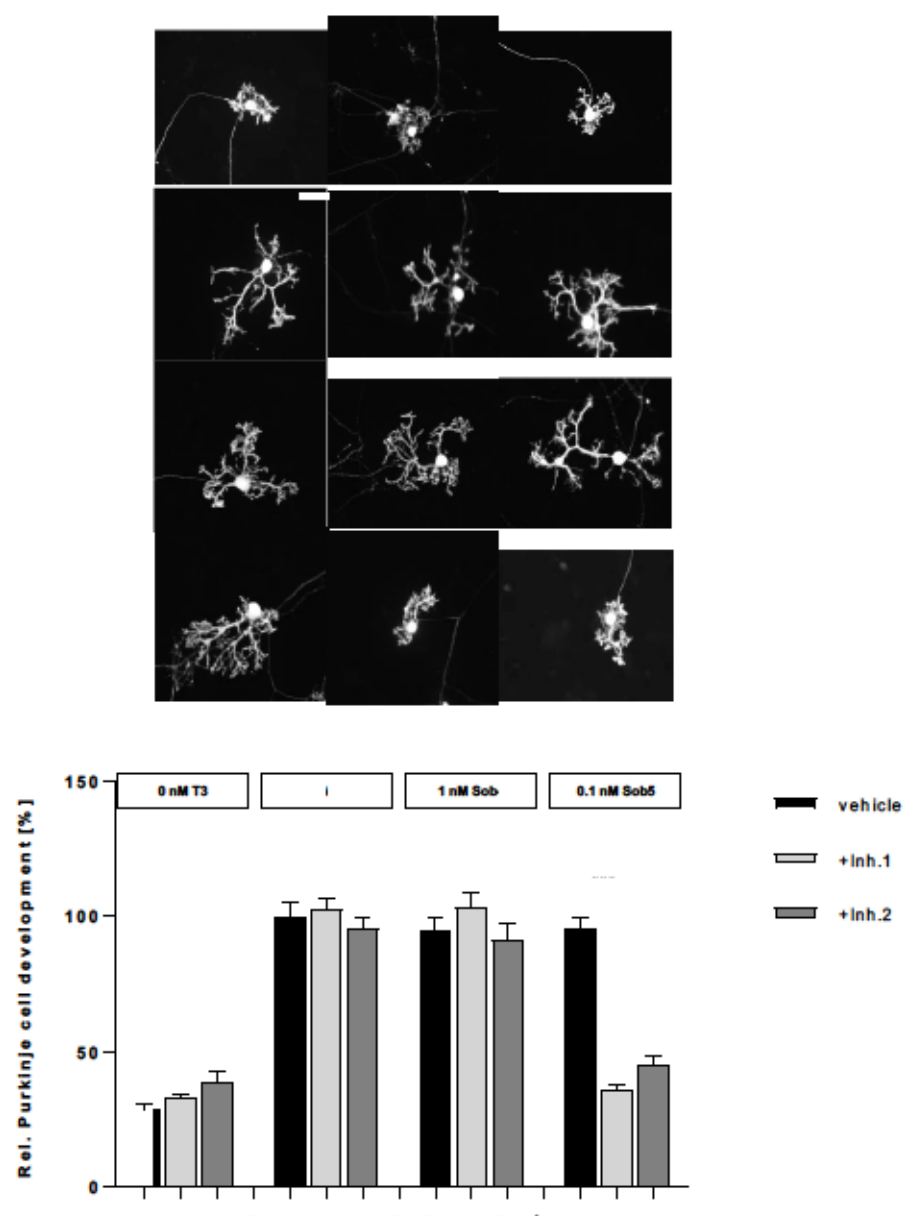 150
0 nM T3
1 nM Sob
0.1 nM Sob5
vehicle
+Inh.1
+Inh.2
100
50
0
Rel. Purkinje cell development [%]